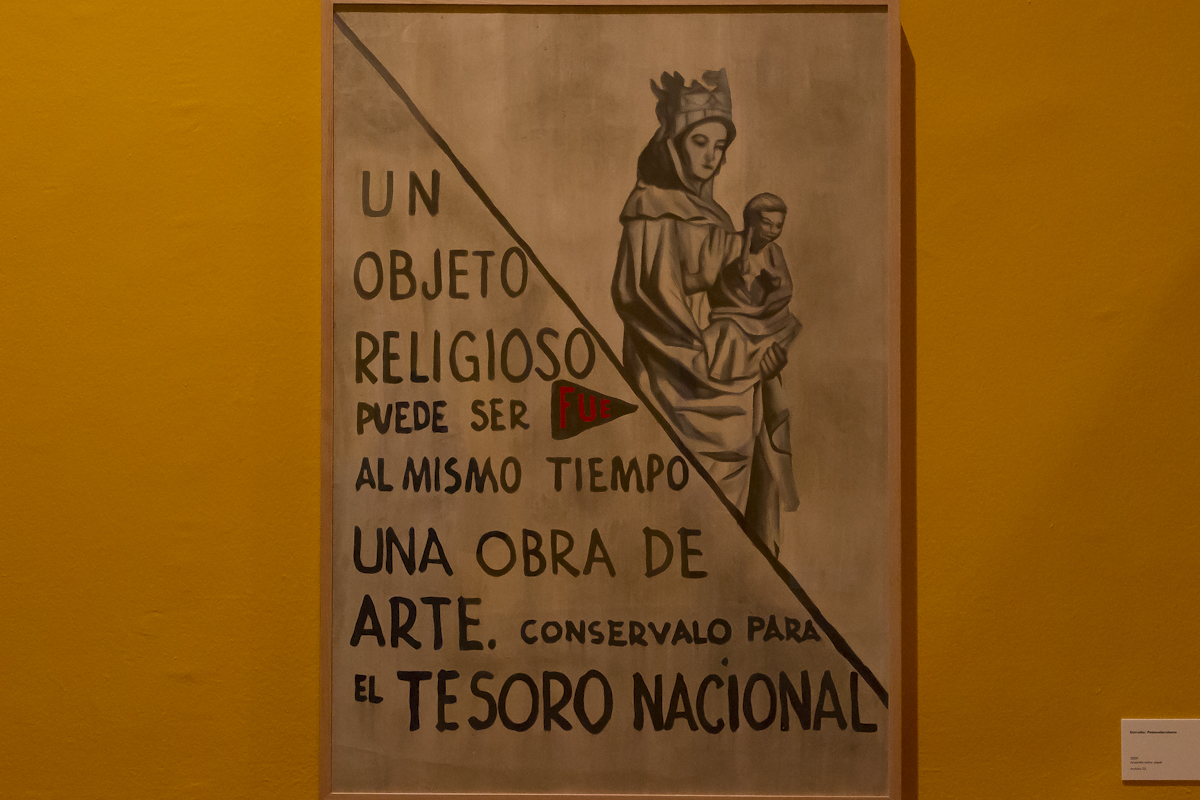 UN
OBJETO
RELIGIOSO
PUEDE SER FUE
AL MISMO TIEMPO
UNA OBRA DE
ARTE. CONSERVALO PARA
EL TESORO NACIONAL